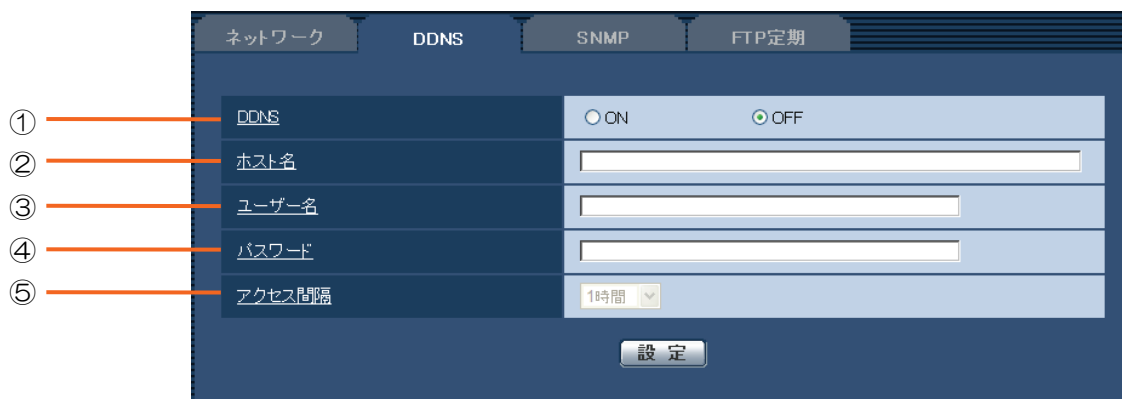 ネットワーク DDNS SNMP FTP定期
① DDNS ON OFF
② ホスト名
③ ユーザー名
④ パスワード
⑤ アクセス間隔 1時間
設 定